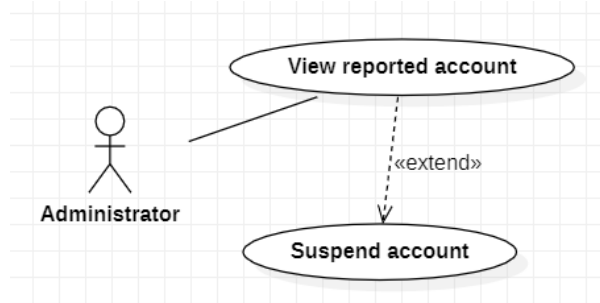 View reported account
«extend»
Administrator
Suspend account